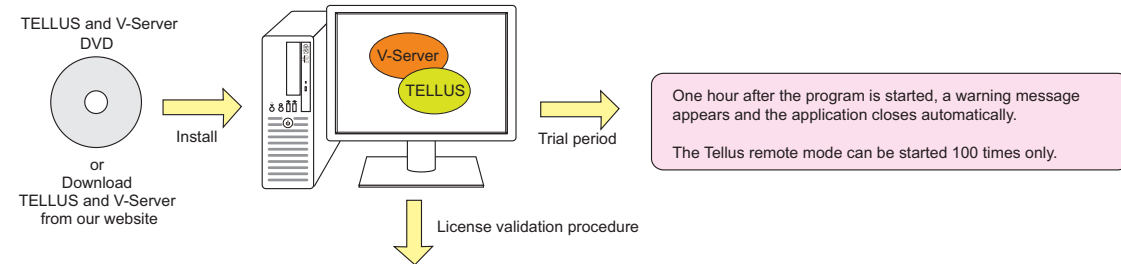 TELLUS and V-Server
DVD
or
Download
TELLUS and V-Server
from our website
Install
V-Server
TELLUS
Trial period
One hour after the program is started, a warning message
appears and the application closes automatically.
The Tellus remote mode can be started 100 times only.
License validation procedure